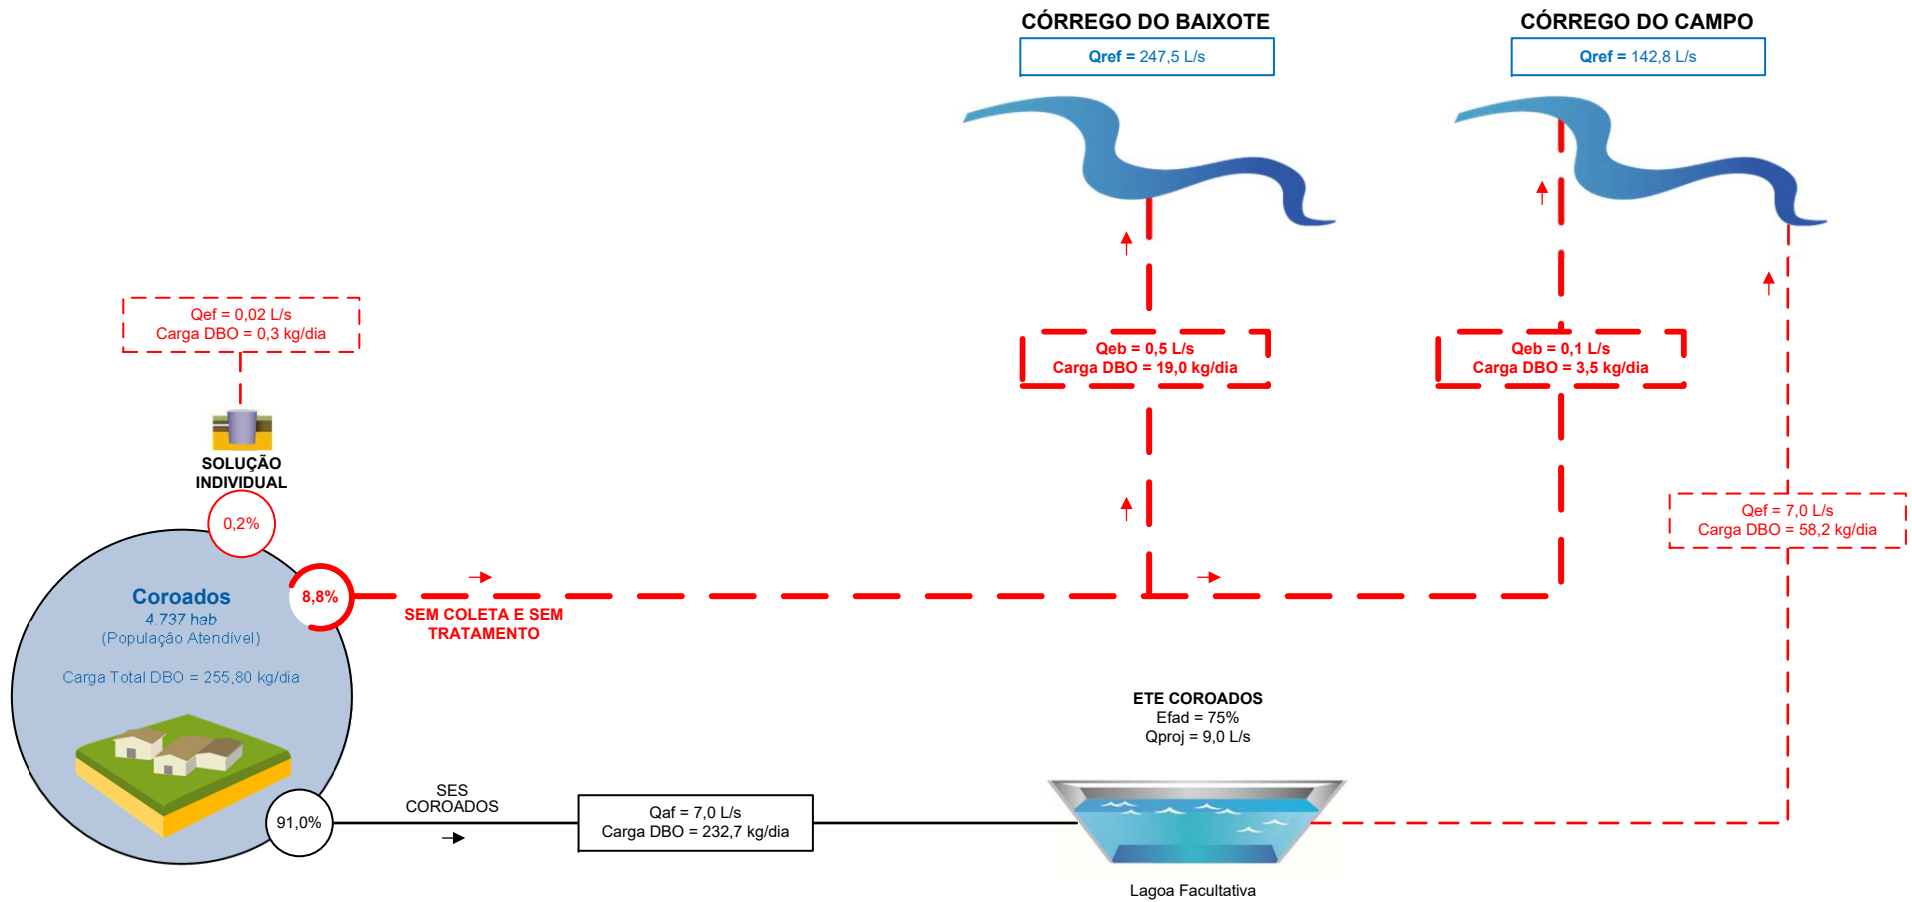 CÓRREGO DO BAIXOTE
Qref = 247,5 L/s
CÓRREGO DO CAMPO
Qref = 142,8 L/s
Qef = 0,02 L/s
Carga DBO = 0,3 kg/dia
Qeb = 0,5 L/s
Carga DBO = 19,0 kg/dia
Qeb = 0,1 L/s
Carga DBO = 3,5 kg/dia
SOLUÇÃO
INDIVIDUAL
0,2%
Qef = 7,0 L/s
Carga DBO = 58,2 kg/dia
8,8%
SEM COLETA E SEM
TRATAMENTO
Coroados
4.737 hab
(População Atendível)
Carga Total DBO = 255,80 kg/dia
ETE COROADOS
Efad = 75%
Qproj = 9,0 L/s
91,0%
SES
COROADOS
Qaf = 7,0 L/s
Carga DBO = 232,7 kg/dia
Lagoa Facultativa